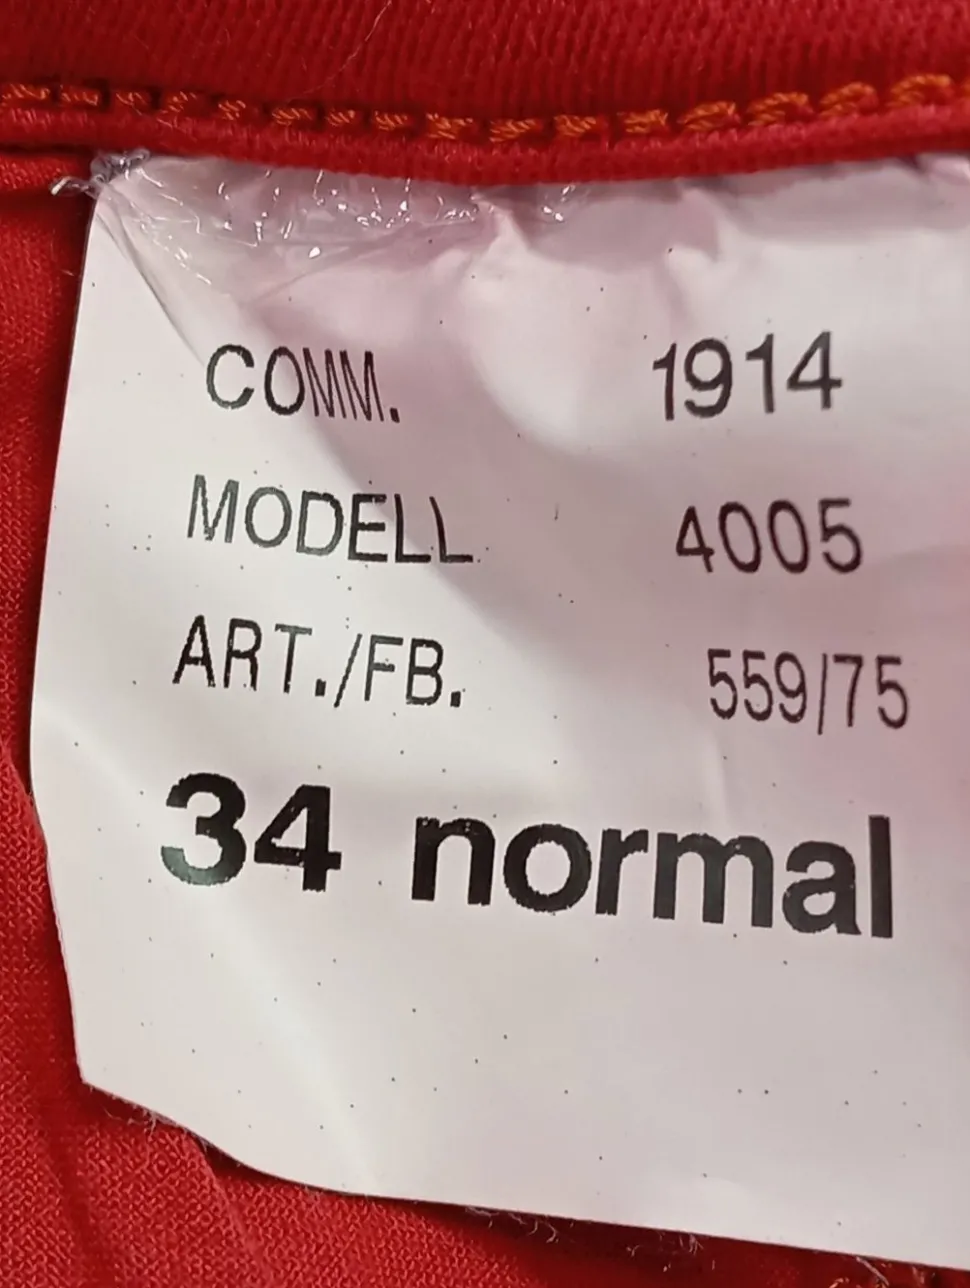 COMM. 1914
MODELL 4005
ART./FB. 559/75
34 normal